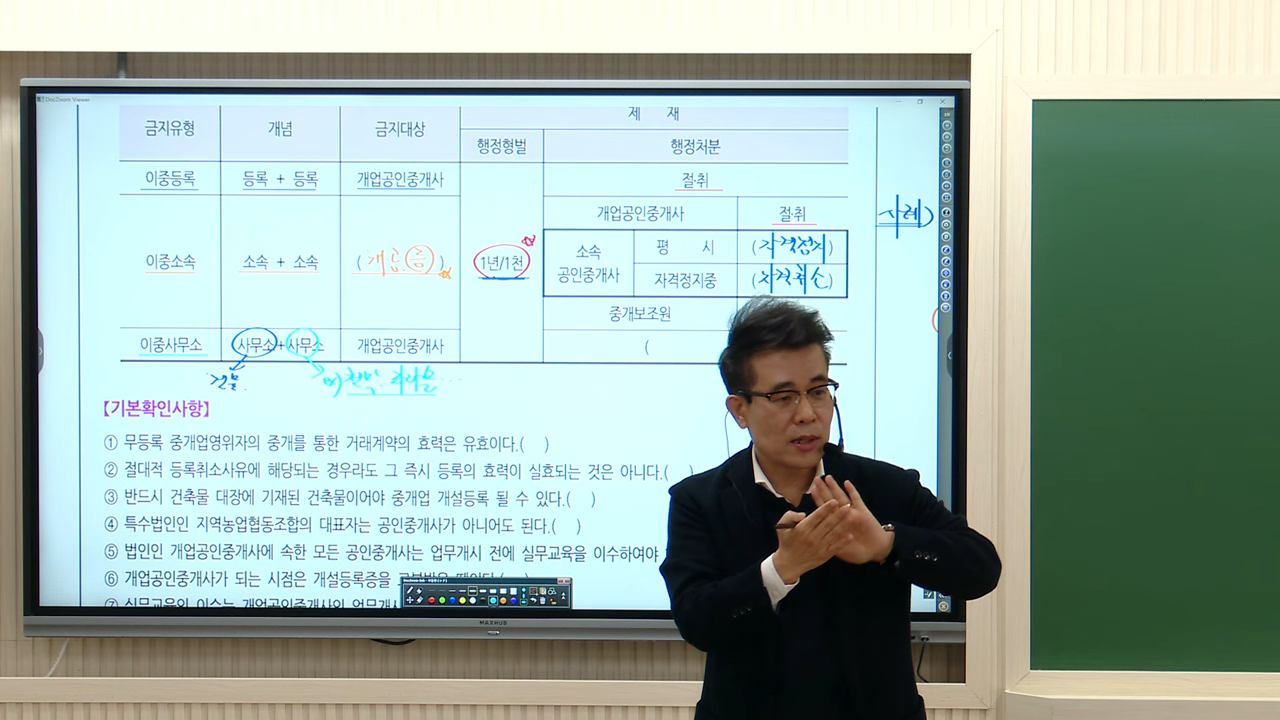 DocZoom Viewer
금지유형 개념 금지대상 제 재
행정형벌 행정처분
이중등록 등록 + 등록 개업공인중개사 절·취
개업공인중개사 절·취
사례)
이중소속 소속 + 소속 (개공㊂) 1년/1천 소속 공인중개사 평 시 (자격정지)
자격정지중 (자격취소)
중개보조원
이중사무소 사무소 + 사무소 개업공인중개사 (
건물
【기본확인사항】
① 무등록 중개업영위자의 중개를 통한 거래계약의 효력은 유효이다.( )
② 절대적 등록취소사유에 해당되는 경우라도 그 즉시 등록의 효력이 실효되는 것은 아니다.( )
③ 반드시 건축물 대장에 기재된 건축물이어야 중개업 개설등록 될 수 있다.( )
④ 특수법인인 지역농업협동조합의 대표자는 공인중개사가 아니어도 된다.( )
⑤ 법인인 개업공인중개사에 속한 모든 공인중개사는 업무개시 전에 실무교육을 이수하여야
⑥ 개업공인중개사가 되는 시점은 개설등록증을
MAXHUB